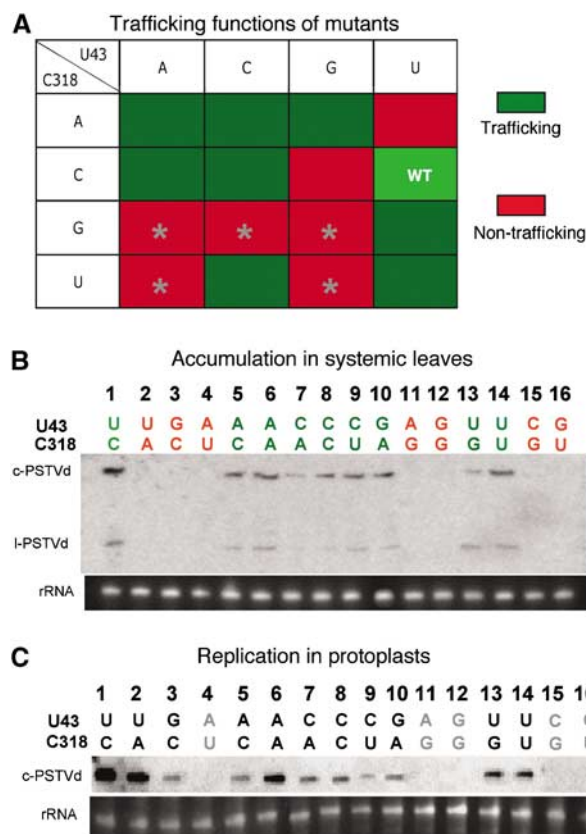 A Trafficking functions of mutants
U43
C318
A C G U
A
C WT
G * * *
U * *
Trafficking
Non-trafficking
B Accumulation in systemic leaves
1 2 3 4 5 6 7 8 9 10 11 12 13 14 15 16
U43 U U G A A A C C C G A G U U C G
C318 C A C U C A A C U A G G G U G U
c-PSTVd
l-PSTVd
rRNA
C Replication in protoplasts
1 2 3 4 5 6 7 8 9 10 11 12 13 14 15
U43 U U G A A A C C C G A G U U C
C318 C A C U C A A C U A G G G U G
c-PSTVd
rRNA